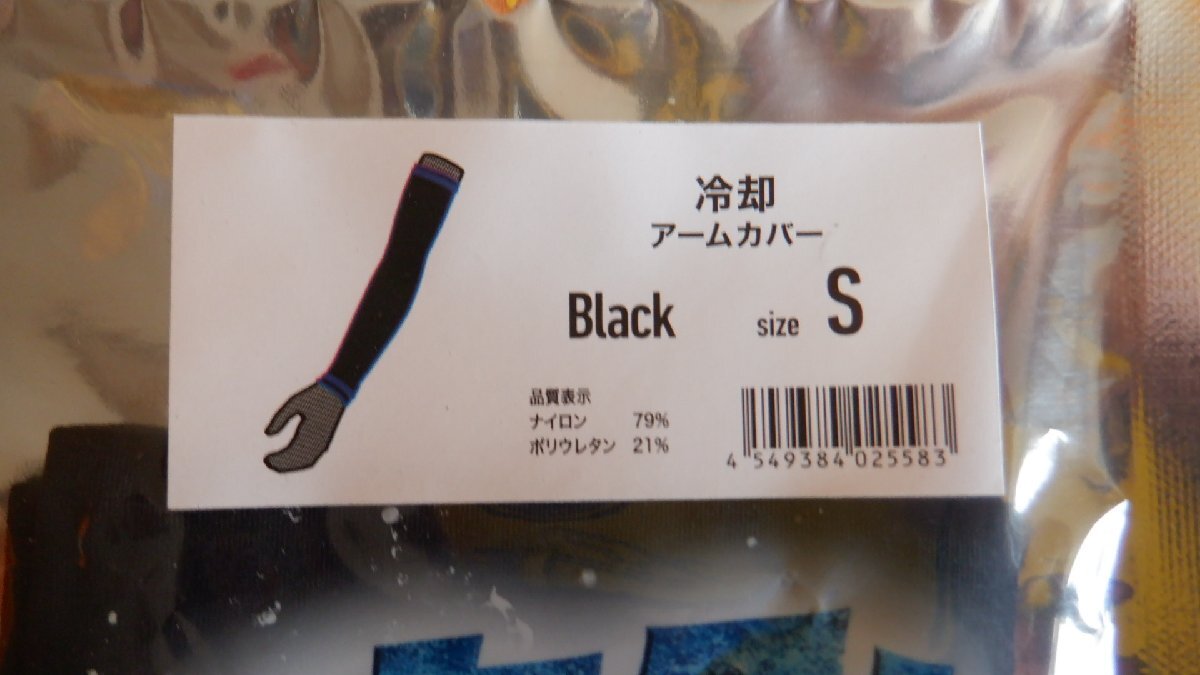 冷却
アームカバー
Black size S
品質表示
ナイロン 79%
ポリウレタン 21%
4 549384 025583